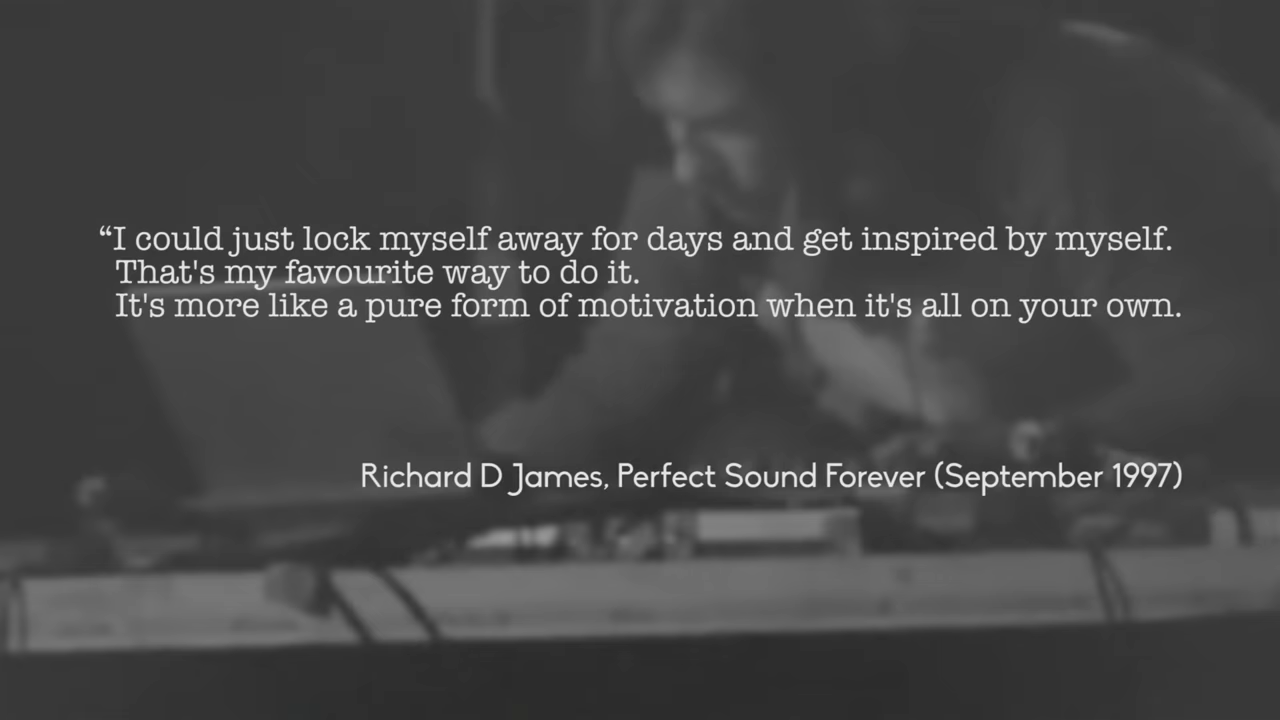 “I could just lock myself away for days and get inspired by myself.
That's my favourite way to do it.
It's more like a pure form of motivation when it's all on your own.
Richard D James, Perfect Sound Forever (September 1997)